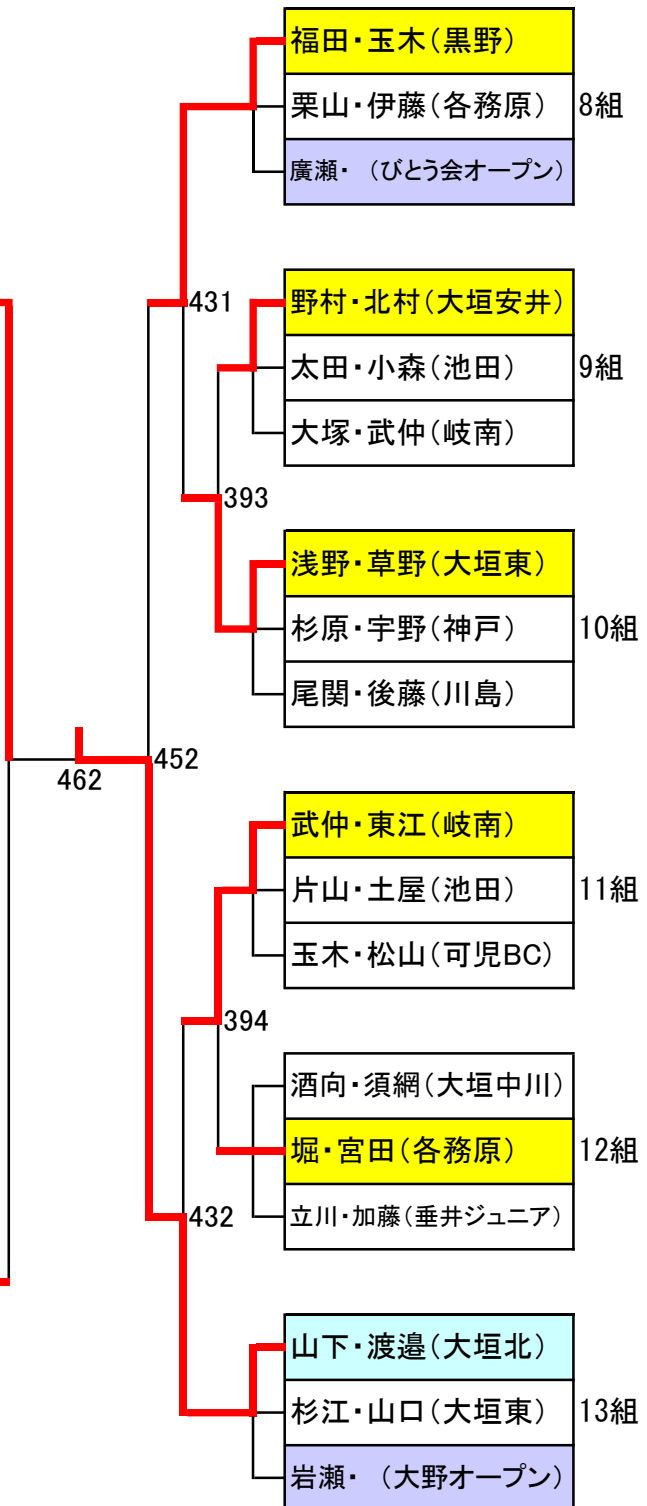 福田・玉木(黒野)
栗山・伊藤(各務原) 8組
廣瀬・ (びとう会オープン)
431
野村・北村(大垣安井)
太田・小森(池田) 9組
大塚・武仲(岐南)
393
浅野・草野(大垣東)
杉原・宇野(神戸) 10組
尾関・後藤(川島)
452
462
武仲・東江(岐南)
片山・土屋(池田) 11組
玉木・松山(可児BC)
394
酒向・須網(大垣中川)
堀・宮田(各務原) 12組
立川・加藤(垂井ジュニア)
432
山下・渡邉(大垣北)
杉江・山口(大垣東) 13組
岩瀬・ (大野オープン)